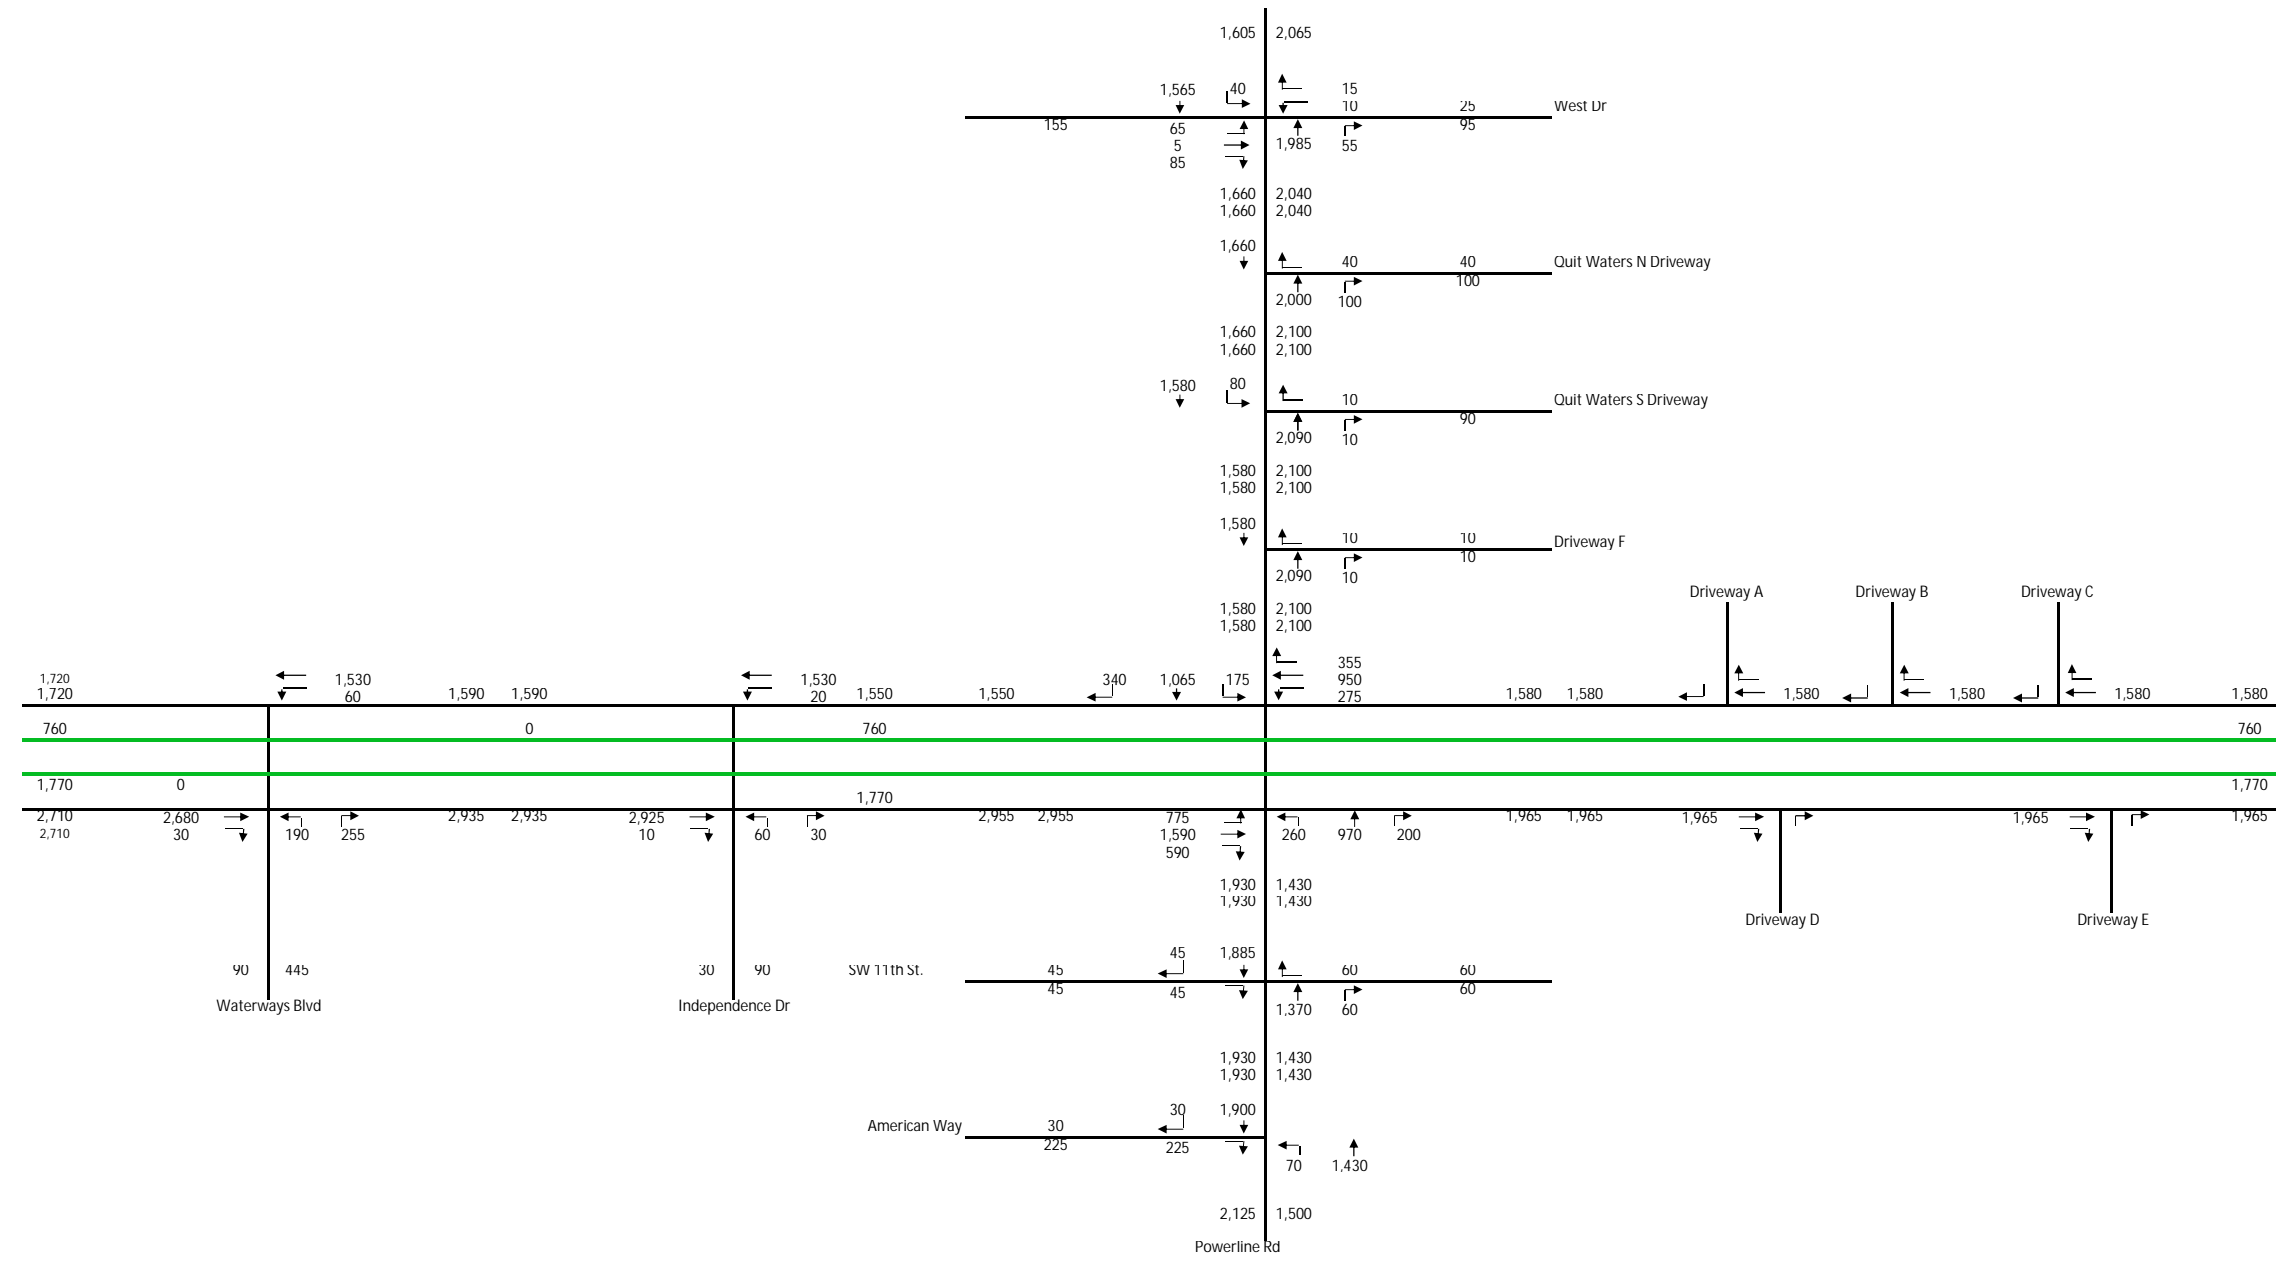 1,605 2,065
1,565 40 15
10 25 West Dr
155 65 1,985 55 95
5
85
1,660 2,040
1,660 2,040
1,660 40 40 Quit Waters N Driveway
2,000 100 100
1,660 2,100
1,660 2,100
1,580 80 10 Quit Waters S Driveway
2,090 10 90
1,580 2,100
1,580 2,100
1,580 10 10 Driveway F
2,090 10 10
Driveway A Driveway B Driveway C
1,580 2,100
1,580 2,100
355
1,720 1,530 1,530 340 1,065 175 950
1,720 60 1,590 1,590 20 1,550 1,550 275 1,580 1,580 1,580 1,580 1,580 1,580
760 0 760 760
1,770 0 1,770 1,770
2,710 2,680 2,935 2,935 2,925 2,955 2,955 775 1,965 1,965 1,965 1,965 1,965
2,710 30 190 255 10 60 30 1,590 260 970 200
590
1,930 1,430
1,930 1,430
Driveway D Driveway E
45 1,885
90 445 30 90 SW 11th St. 45 60 60
45 45 1,370 60 60
Waterways Blvd Independence Dr
1,930 1,430
1,930 1,430
30 1,900
American Way 30
225 225 70 1,430
2,125 1,500
Powerline Rd